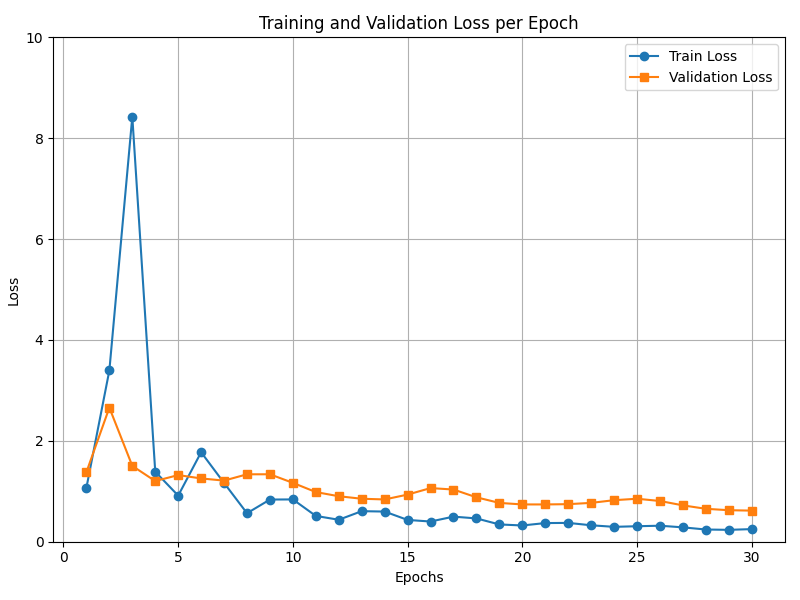 Training and Validation Loss per Epoch
Train Loss
Validation Loss
10
8
6
4
2
0
Loss
0 5 10 15 20 25 30
Epochs